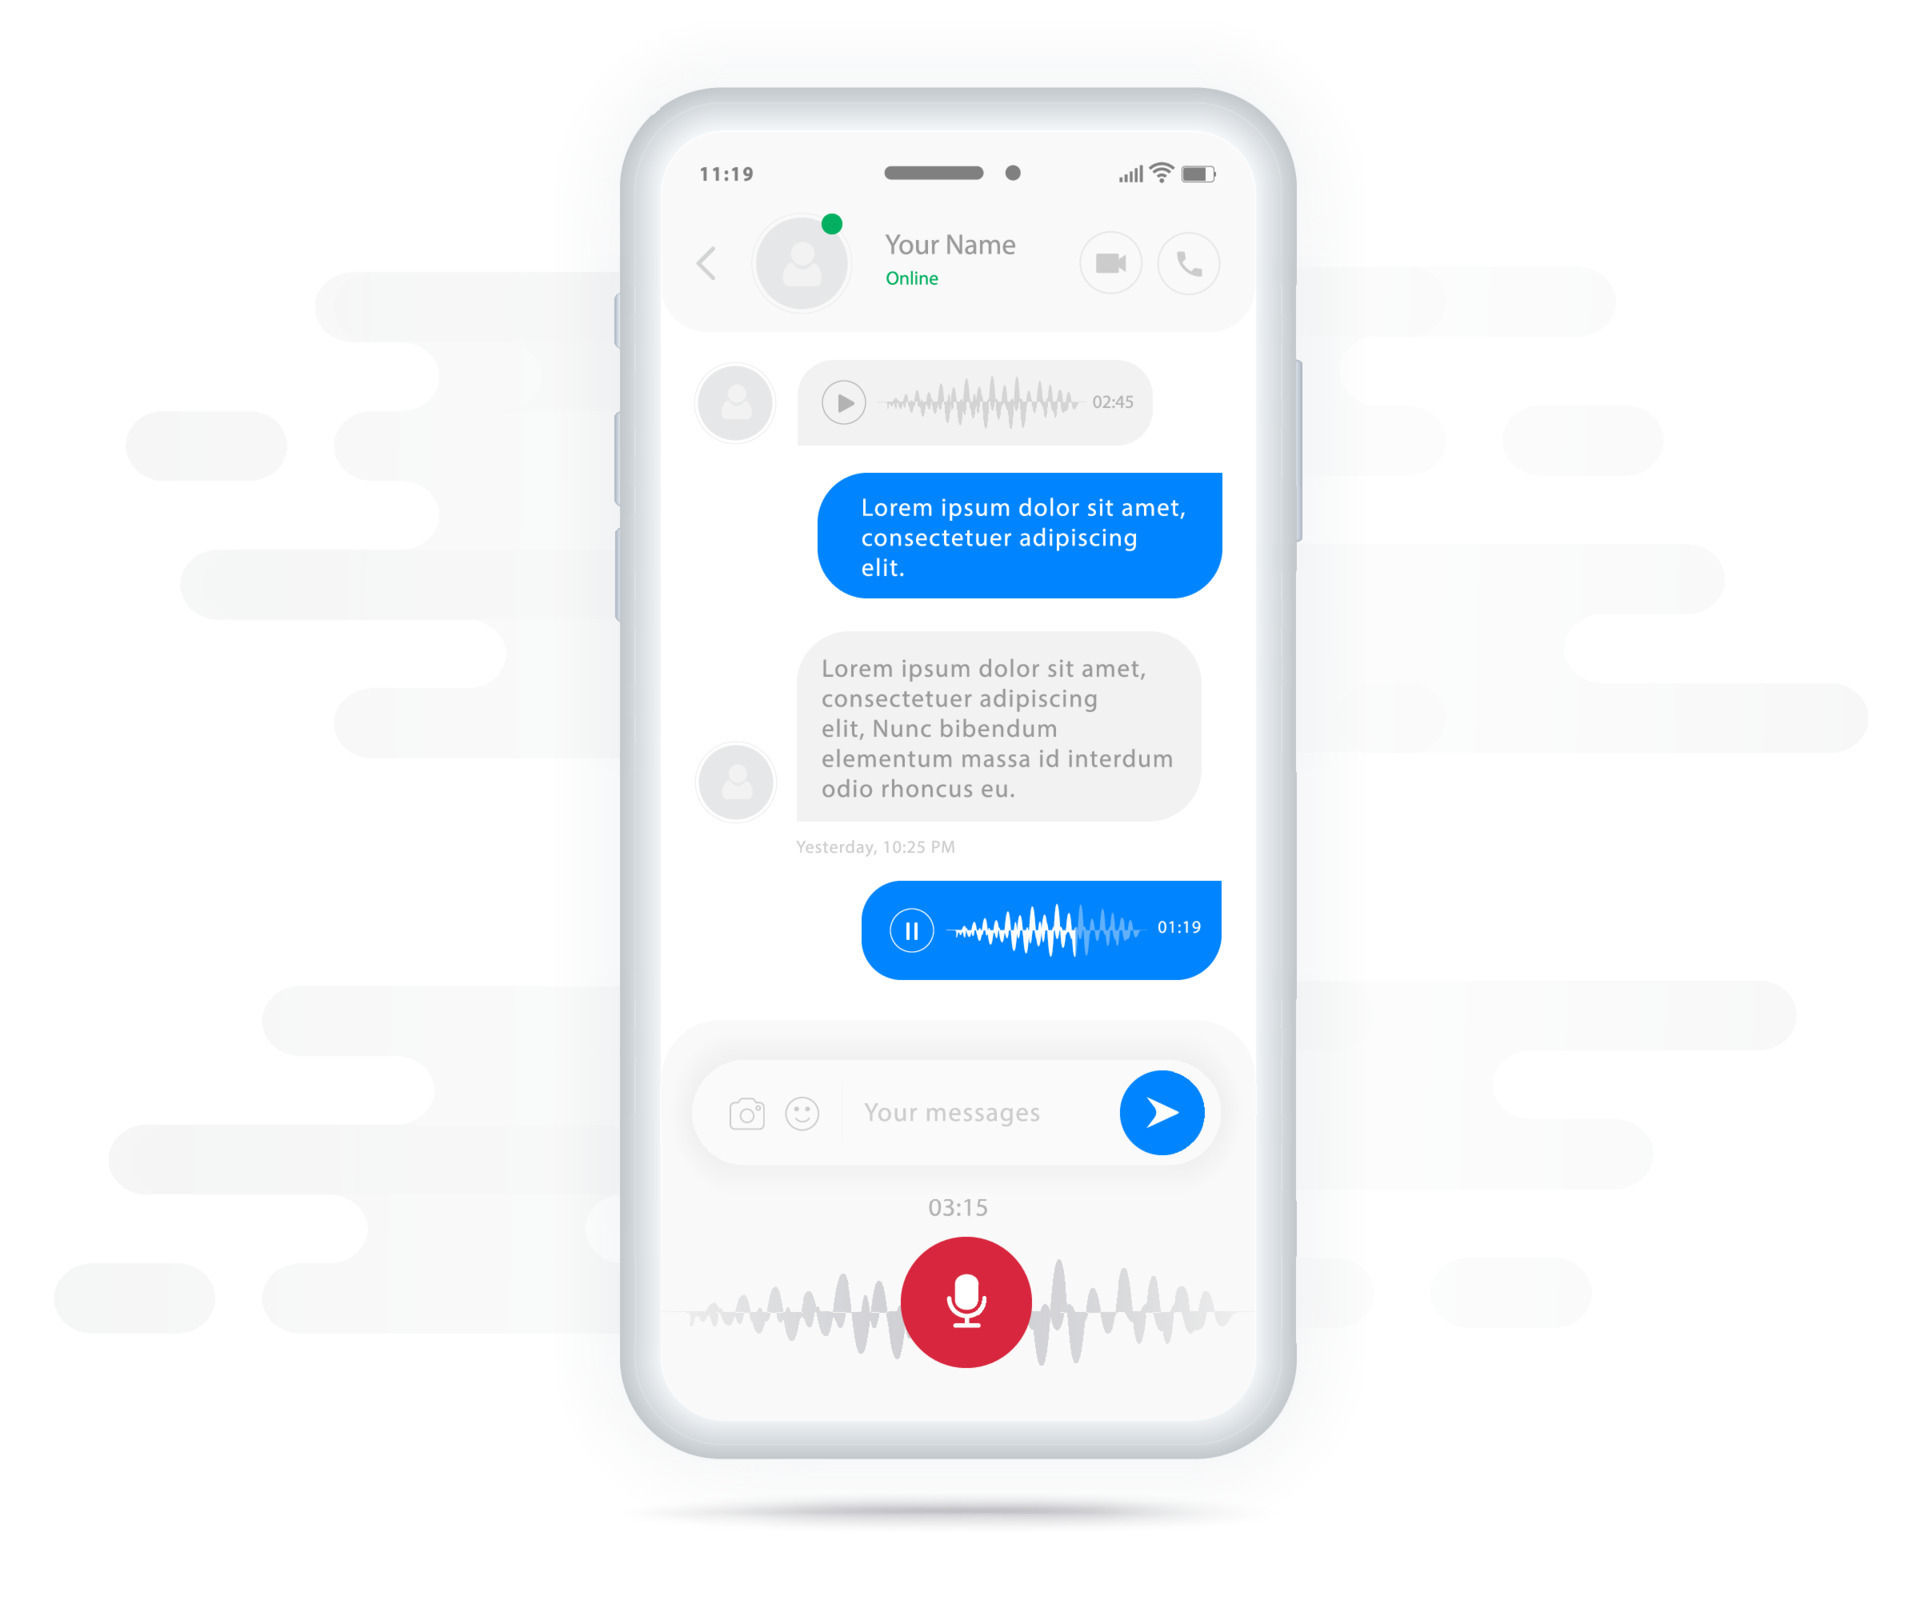 11:19
Your Name
Online
02:45
Lorem ipsum dolor sit amet,
consectetuer adipiscing
elit.
Lorem ipsum dolor sit amet,
consectetuer adipiscing
elit, Nunc bibendum
elementum massa id interdum
odio rhoncus eu.
Yesterday, 10:25 PM
01:19
Your messages
03:15